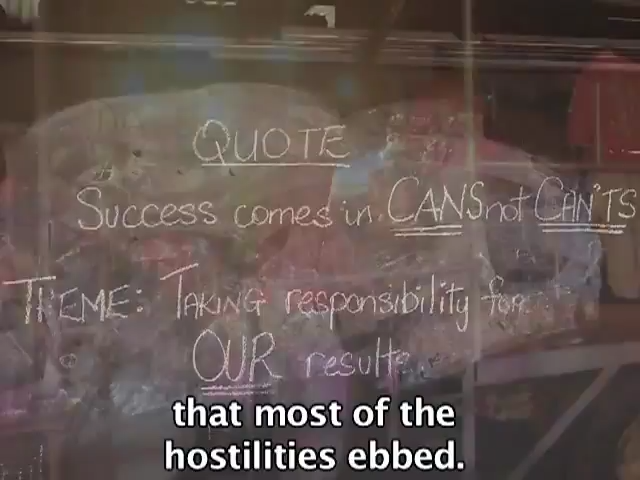 QUOTE
Success comes in CANS not CAN'TS
THEME: TAKING responsibility for
OUR results
that most of the
hostilities ebbed.